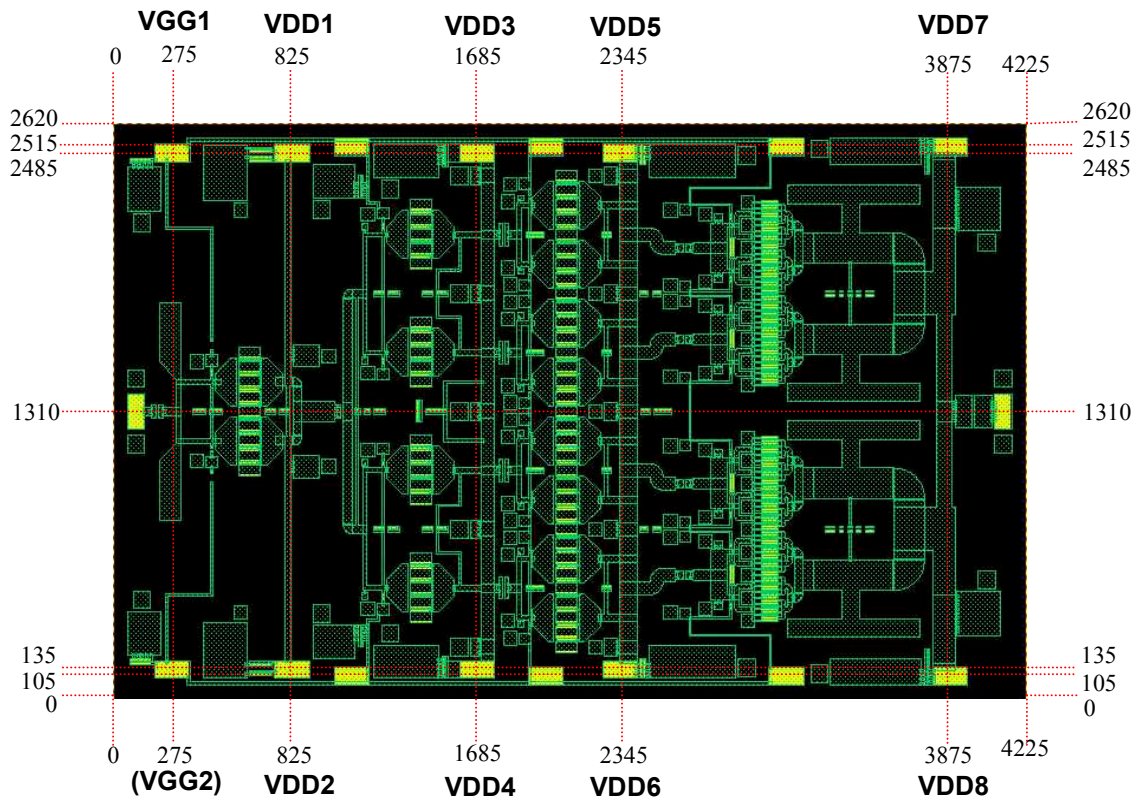 VGG1 VDD1 VDD3 VDD5 VDD7
0 275 825 1685 2345 3875 4225
2620 2620
2515 2515
2485 2485
1310 1310
135 135
105 105
0 0
0 275 825 1685 2345 3875 4225
(VGG2) VDD2 VDD4 VDD6 VDD8